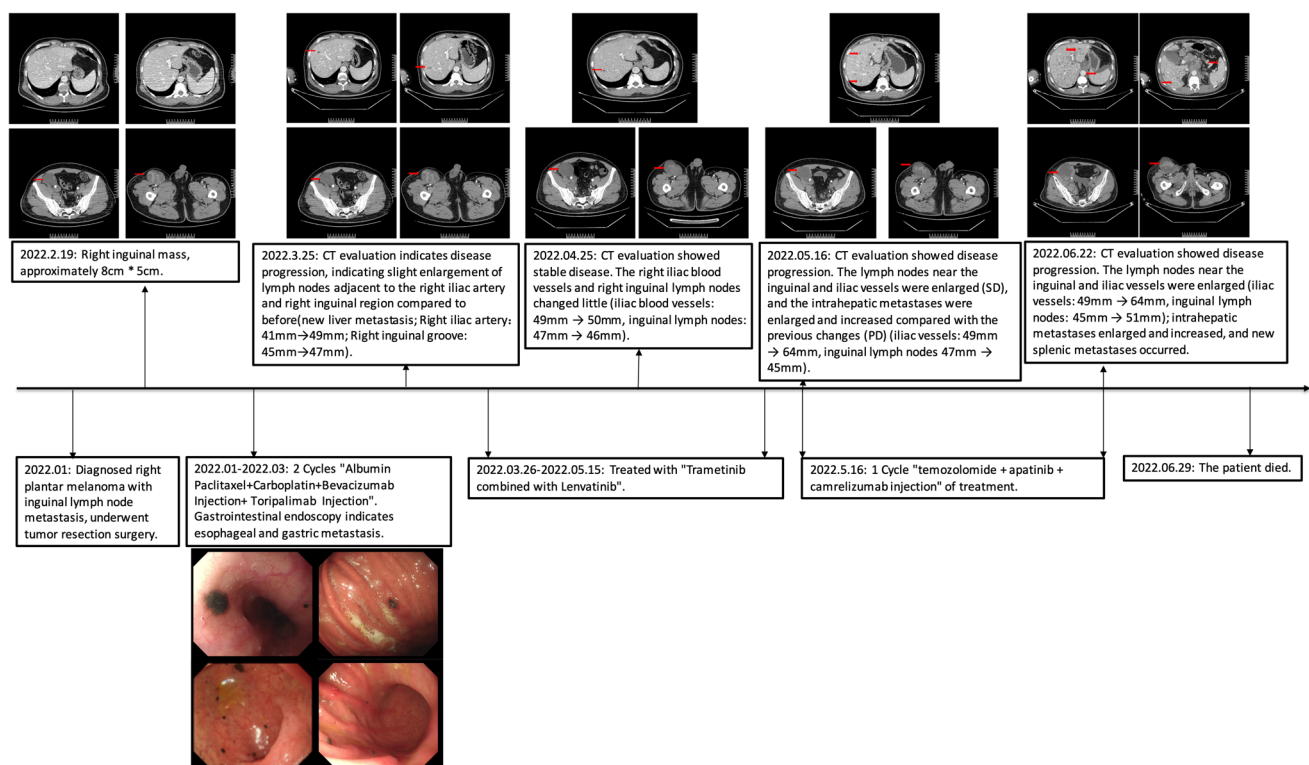 2022.2.19: Right inguinal mass,
approximately 8cm * 5cm.
2022.3.25: CT evaluation indicates disease
progression, indicating slight enlargement of
lymph nodes adjacent to the right iliac artery
and right inguinal region compared to
before(new liver metastasis; Right iliac artery:
41mm→49mm; Right inguinal groove:
45mm→47mm).
2022.04.25: CT evaluation showed
stable disease. The right iliac blood
vessels and right inguinal lymph nodes
changed little (iliac blood vessels:
49mm → 50mm, inguinal lymph nodes:
47mm → 46mm).
2022.05.16: CT evaluation showed disease
progression. The lymph nodes near the
inguinal and iliac vessels were enlarged (SD),
and the intrahepatic metastases were
enlarged and increased compared with the
previous changes (PD) (iliac vessels: 49mm
→ 64mm, inguinal lymph nodes 47mm →
45mm).
2022.06.22: CT evaluation showed disease
progression. The lymph nodes near the
inguinal and iliac vessels were enlarged (iliac
vessels: 49mm → 64mm, inguinal lymph
nodes: 45mm → 51mm); intrahepatic
metastases enlarged and increased, and new
splenic metastases occurred.
2022.01: Diagnosed right
plantar melanoma with
inguinal lymph node
metastasis, underwent
tumor resection surgery.
2022.01-2022.03: 2 Cycles "Albumin
Paclitaxel+Carboplatin+Bevacizumab
Injection+ Toripalimab Injection".
Gastrointestinal endoscopy indicates
esophageal and gastric metastasis.
2022.03.26-2022.05.15: Treated with "Trametinib
combined with Lenvatinib".
2022.5.16: 1 Cycle "temozolomide + apatinib +
camrelizumab injection" of treatment.
2022.06.29: The patient died.